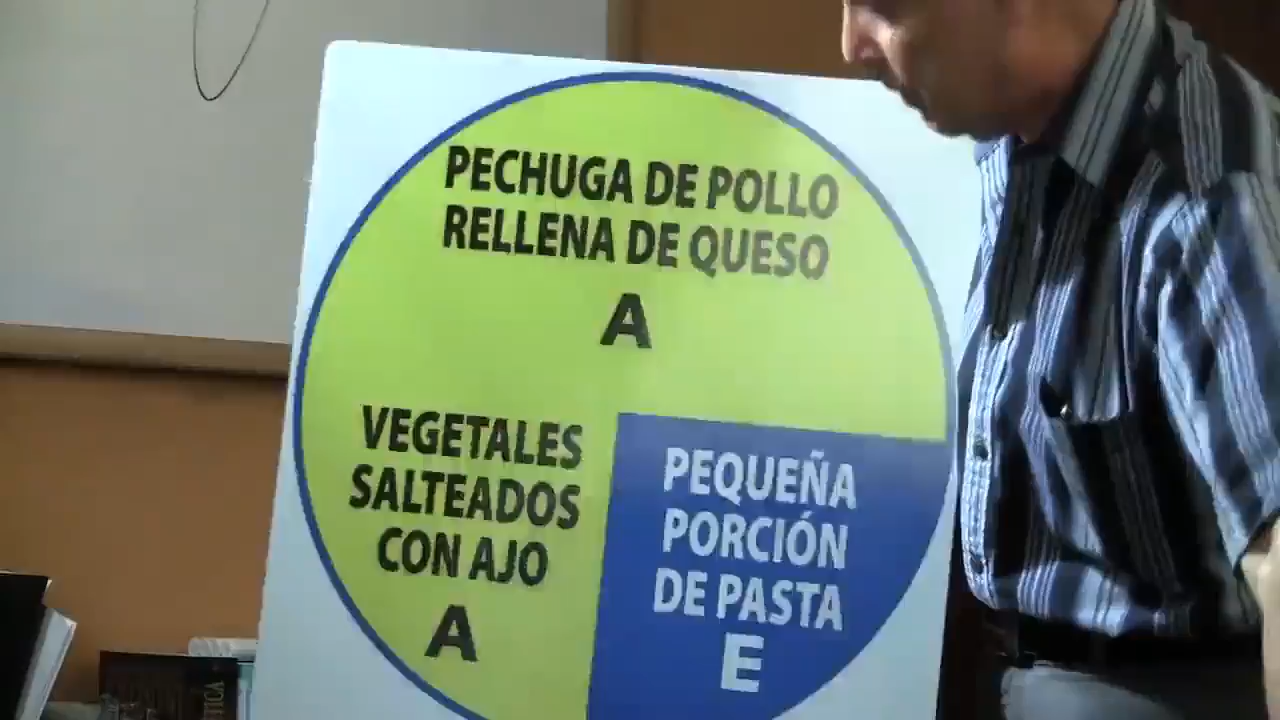 PECHUGA DE POLLO
RELLENA DE QUESO
A
VEGETALES
SALTEADOS
CON AJO
A
PEQUEÑA
PORCIÓN
DE PASTA
E